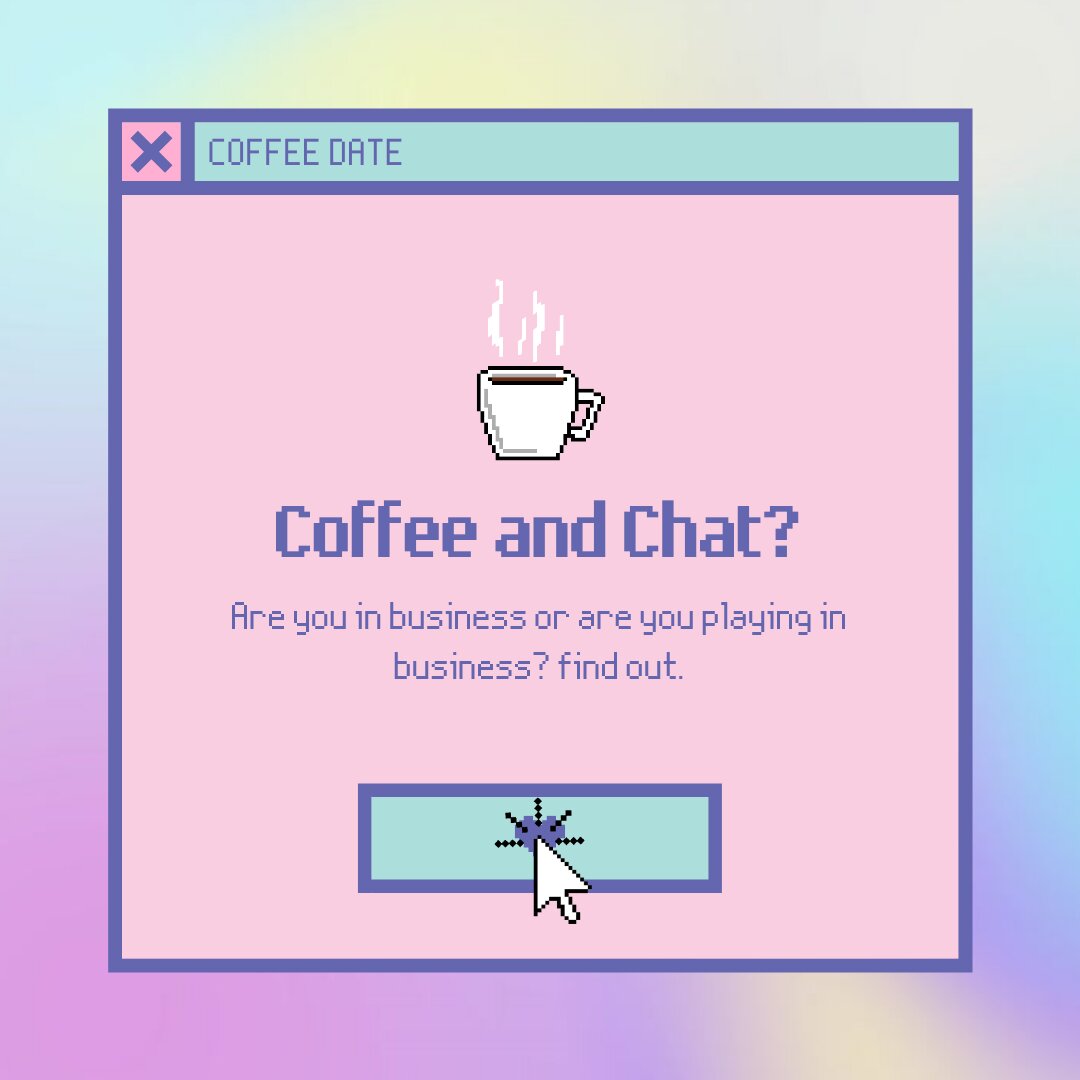 COFFEE DATE
Coffee and Chat?
Are you in business or are you playing in
business? find out.